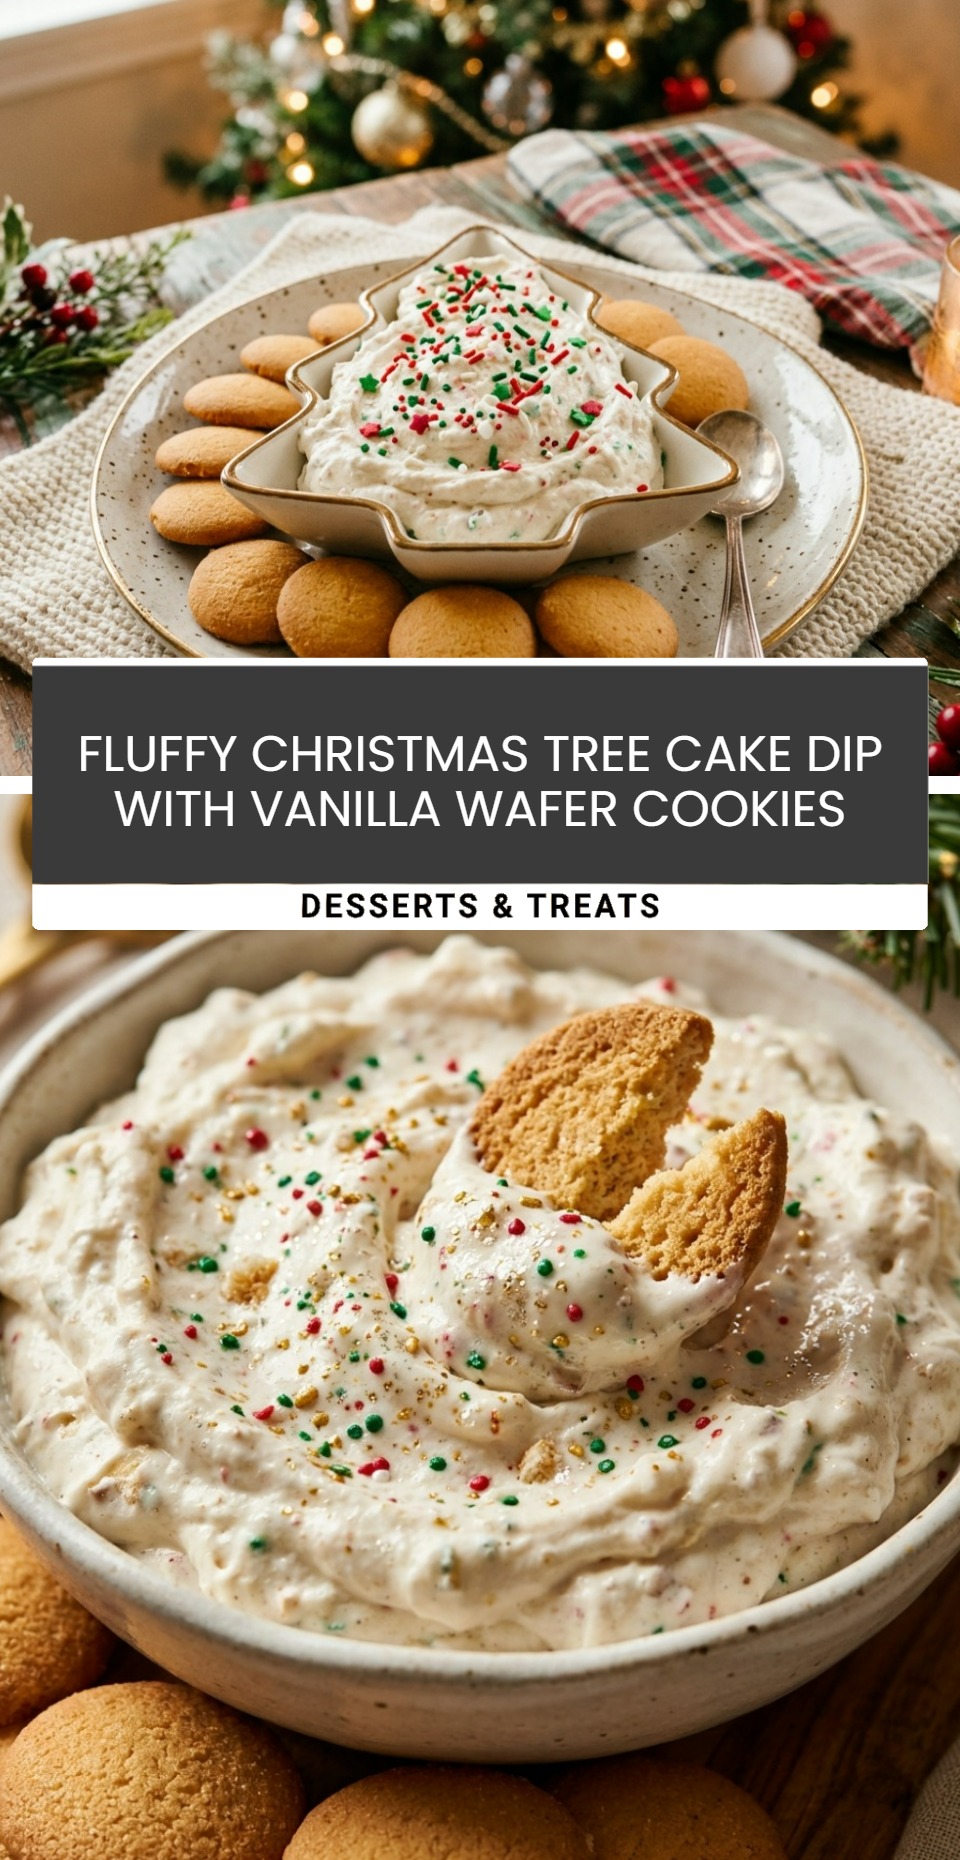 FLUFFY CHRISTMAS TREE CAKE DIP
WITH VANILLA WAFER COOKIES
DESSERTS & TREATS